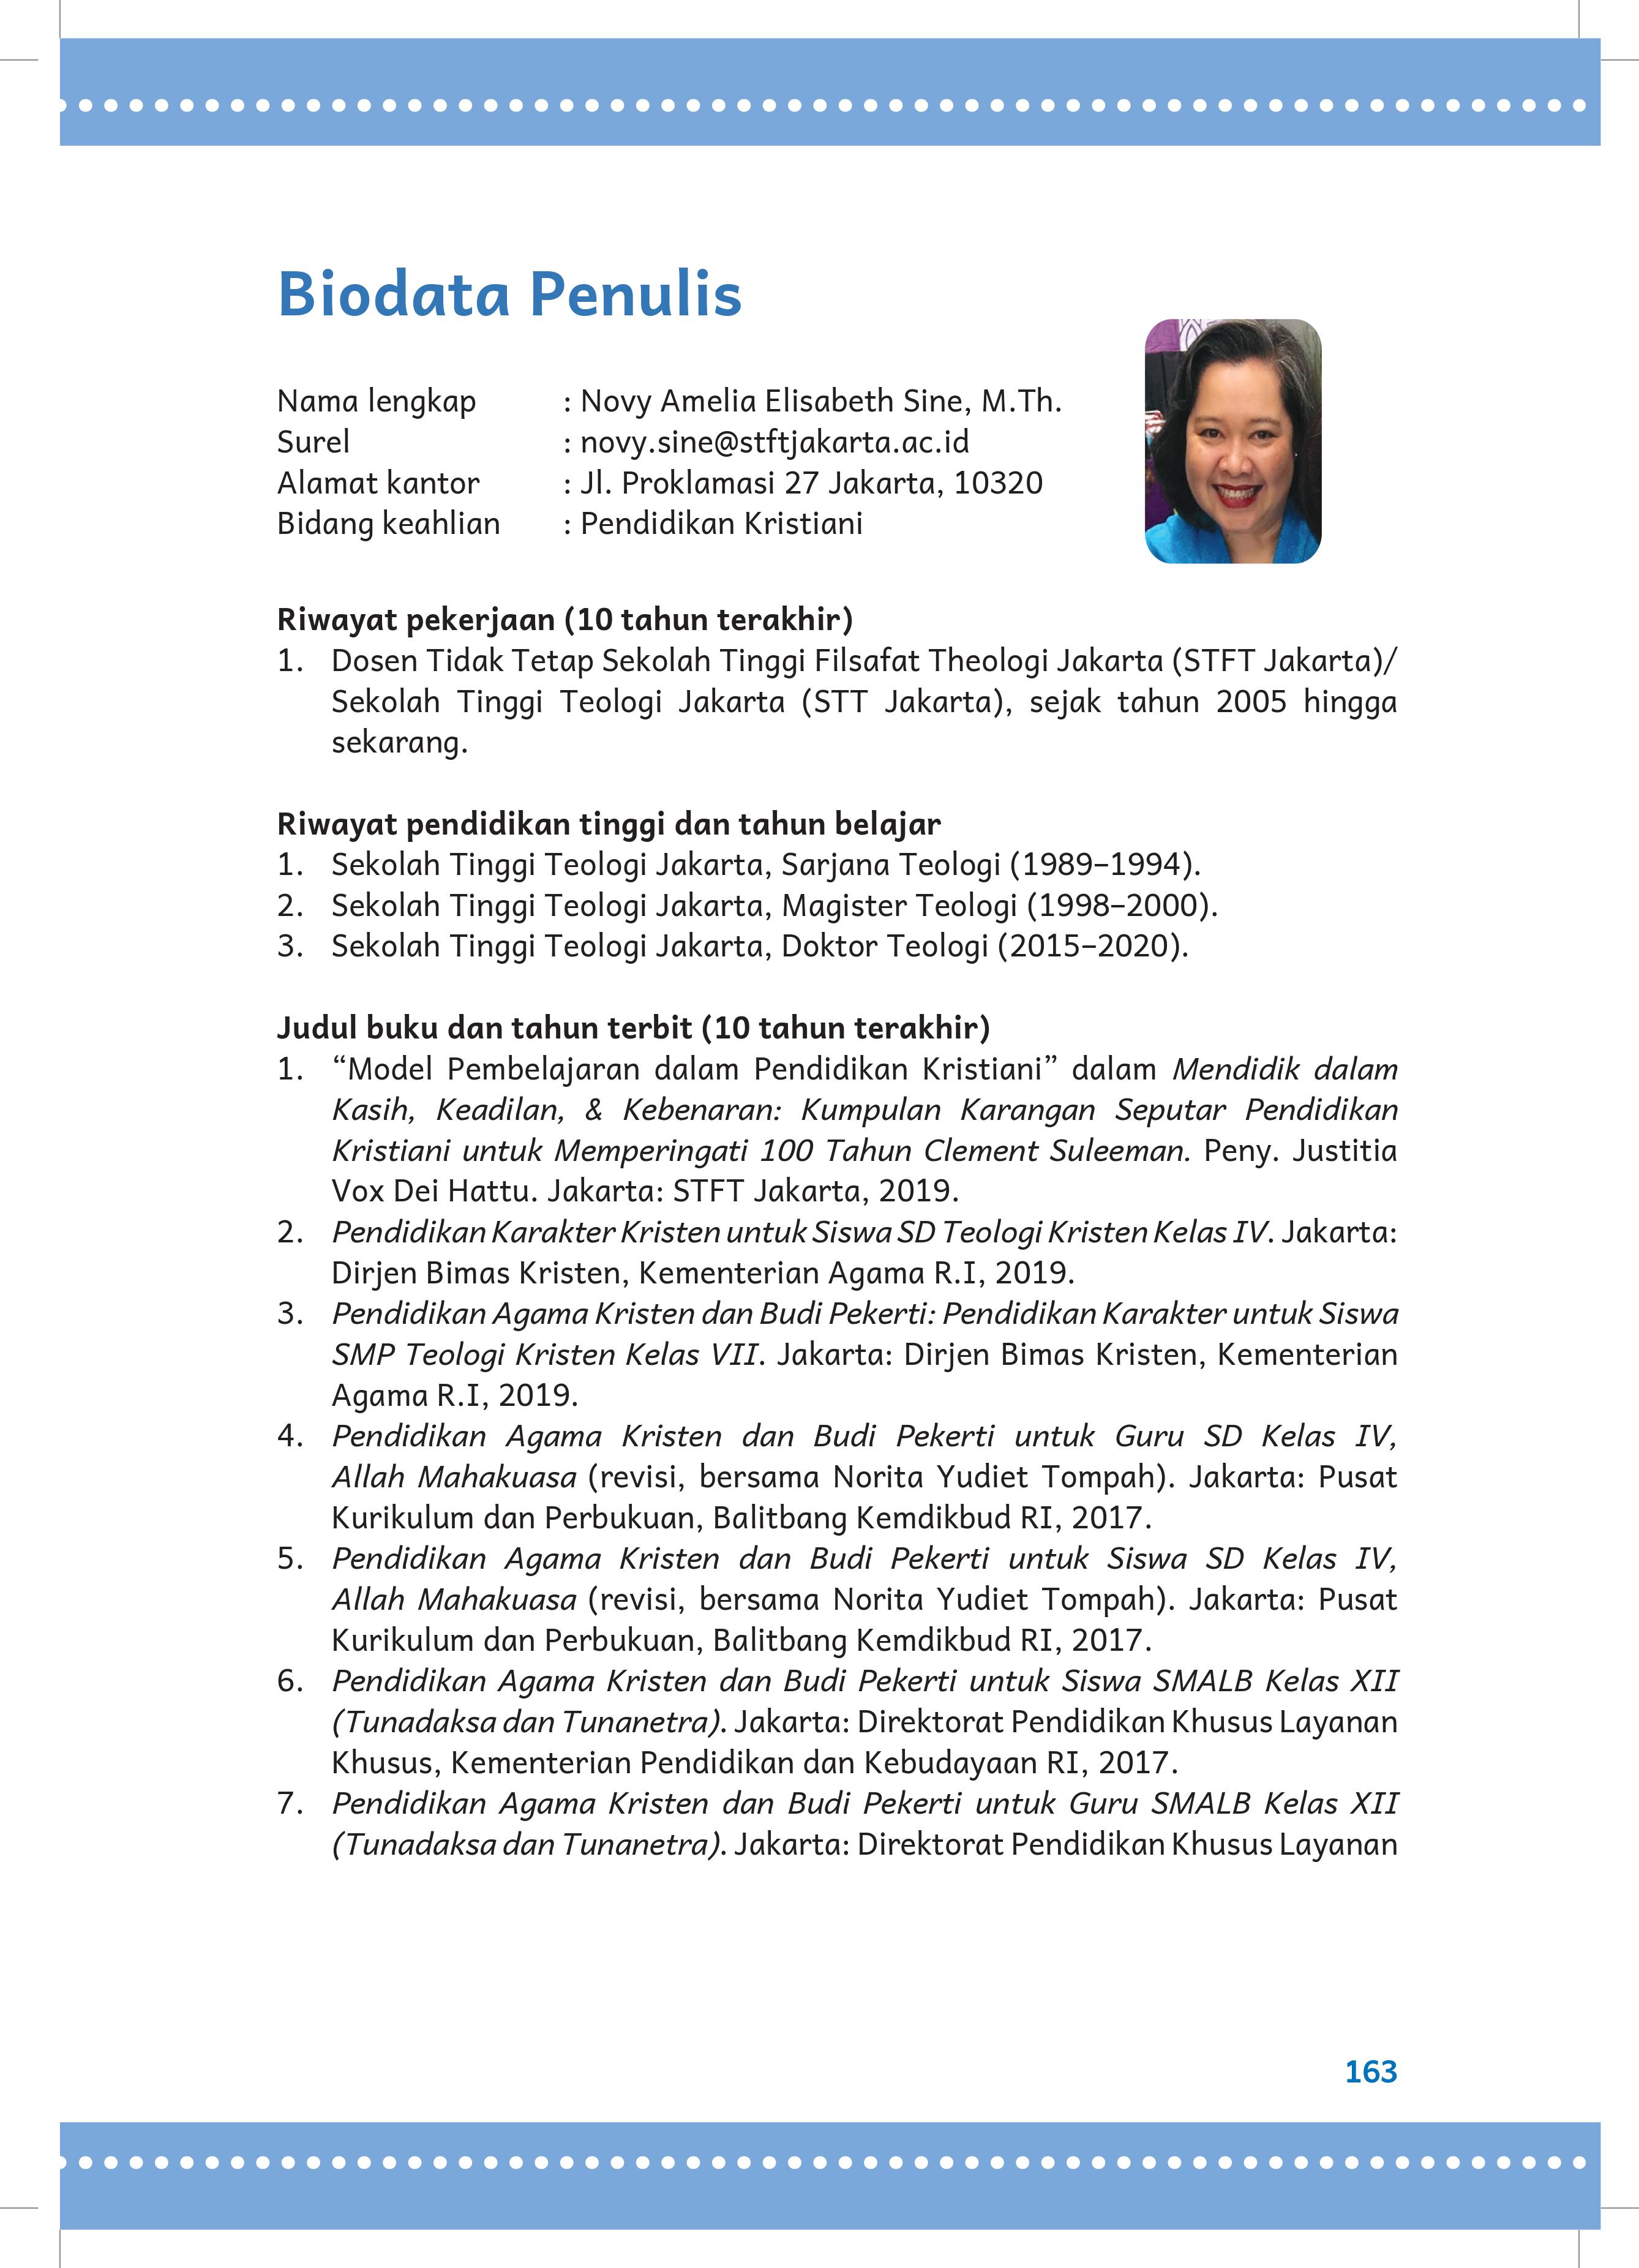 Biodata Penulis
Nama lengkap : Novy Amelia Elisabeth Sine, M.Th.
Surel : novy.sine@stftjakarta.ac.id
Alamat kantor : Jl. Proklamasi 27 Jakarta, 10320
Bidang keahlian : Pendidikan Kristiani
Riwayat pekerjaan (10 tahun terakhir)
1. Dosen Tidak Tetap Sekolah Tinggi Filsafat Theologi Jakarta (STFT Jakarta)/
Sekolah Tinggi Teologi Jakarta (STT Jakarta), sejak tahun 2005 hingga
sekarang.
Riwayat pendidikan tinggi dan tahun belajar
1. Sekolah Tinggi Teologi Jakarta, Sarjana Teologi (1989–1994).
2. Sekolah Tinggi Teologi Jakarta, Magister Teologi (1998–2000).
3. Sekolah Tinggi Teologi Jakarta, Doktor Teologi (2015–2020).
Judul buku dan tahun terbit (10 tahun terakhir)
1. “Model Pembelajaran dalam Pendidikan Kristiani” dalam Mendidik dalam
Kasih, Keadilan, & Kebenaran: Kumpulan Karangan Seputar Pendidikan
Kristiani untuk Memperingati 100 Tahun Clement Suleeman. Peny. Justitia
Vox Dei Hattu. Jakarta: STFT Jakarta, 2019.
2. Pendidikan Karakter Kristen untuk Siswa SD Teologi Kristen Kelas IV. Jakarta:
Dirjen Bimas Kristen, Kementerian Agama R.I, 2019.
3. Pendidikan Agama Kristen dan Budi Pekerti: Pendidikan Karakter untuk Siswa
SMP Teologi Kristen Kelas VII. Jakarta: Dirjen Bimas Kristen, Kementerian
Agama R.I, 2019.
4. Pendidikan Agama Kristen dan Budi Pekerti untuk Guru SD Kelas IV,
Allah Mahakuasa (revisi, bersama Norita Yudiet Tompah). Jakarta: Pusat
Kurikulum dan Perbukuan, Balitbang Kemdikbud RI, 2017.
5. Pendidikan Agama Kristen dan Budi Pekerti untuk Siswa SD Kelas IV,
Allah Mahakuasa (revisi, bersama Norita Yudiet Tompah). Jakarta: Pusat
Kurikulum dan Perbukuan, Balitbang Kemdikbud RI, 2017.
6. Pendidikan Agama Kristen dan Budi Pekerti untuk Siswa SMALB Kelas XII
(Tunadaksa dan Tunanetra). Jakarta: Direktorat Pendidikan Khusus Layanan
Khusus, Kementerian Pendidikan dan Kebudayaan RI, 2017.
7. Pendidikan Agama Kristen dan Budi Pekerti untuk Guru SMALB Kelas XII
(Tunadaksa dan Tunanetra). Jakarta: Direktorat Pendidikan Khusus Layanan
163